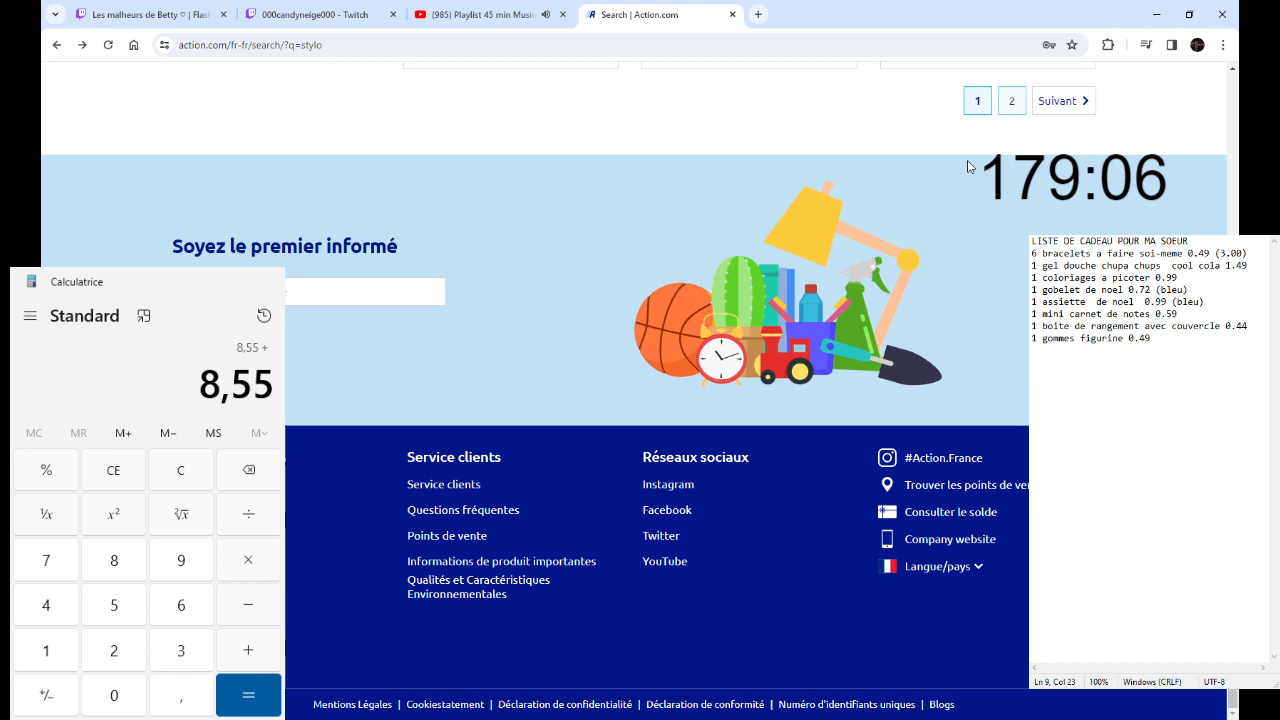 Les malheurs de Betty ♡ | Flas
000candyneige000 - Twitch
(985) Playlist 45 min Musiq
Search | Action.com
action.com/fr-fr/search/?q=stylo
1 2 Suivant
179:06
Soyez le premier informé
LISTE DE CADEAU POUR MA SOEUR
6 bracelets a faire soi-meme 0.49 (3.00)
1 gel douche chupa chups  cool cola 1.49
1 coloriages a picoter 0.99
1 gobelet de noel 0.72 (bleu)
1 assiette  de noel  0.99 (bleu)
1 mini carnet de notes 0.59
1 boite de rangement avec couvercle 0.44
1 gommes figurine 0.49
Ln 9, Col 23 100% Windows (CRLF) UTF-8
Calculatrice
Standard
8,55 +
8,55
MC MR M+ M− MS M
% CE C
¹/x x² ²√x ÷
7 8 9 ×
4 5 6 −
1 2 3 +
+/− 0 , =
Service clients
Service clients
Questions fréquentes
Points de vente
Informations de produit importantes
Qualités et Caractéristiques
Environnementales
Réseaux sociaux
Instagram
Facebook
Twitter
YouTube
#Action.France
Trouver les points de ve
Consulter le solde
Company website
Langue/pays
Mentions Légales | Cookiestatement | Déclaration de confidentialité | Déclaration de conformité | Numéro d'identifiants uniques | Blogs